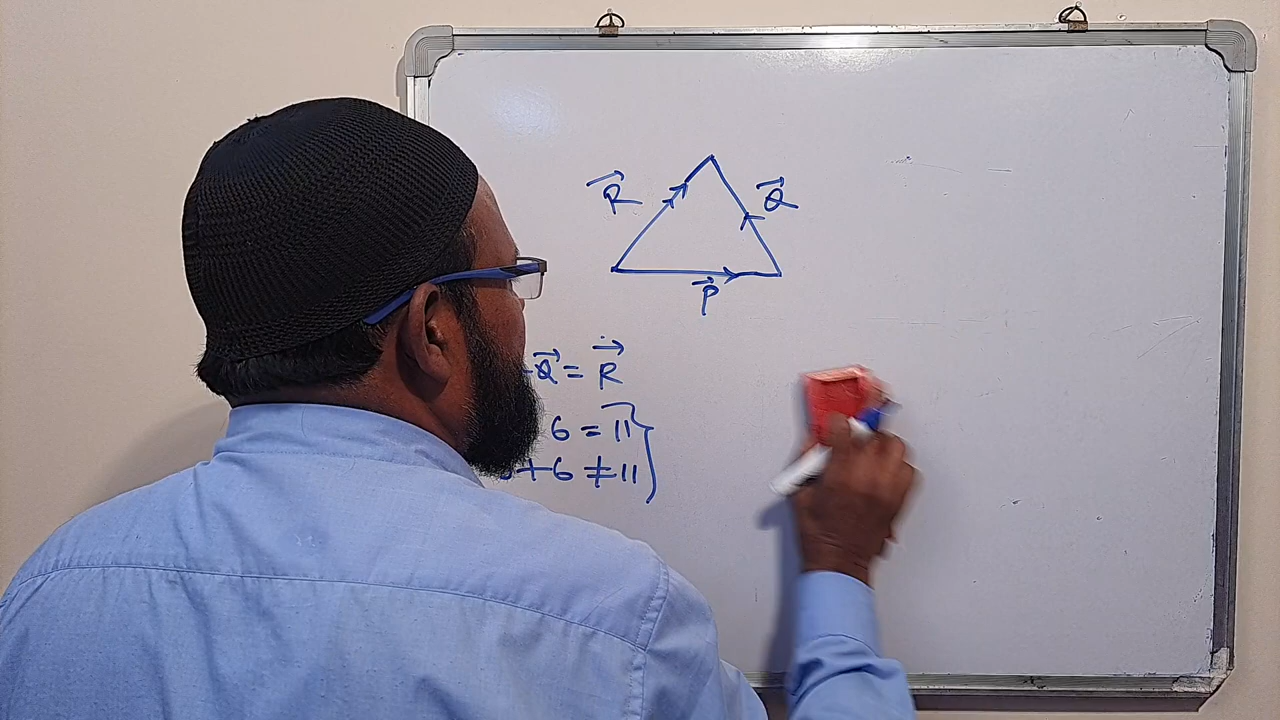 R⃗
Q⃗
P⃗
Q⃗ = R⃗
6 = 11
+ 6 ≠ 11